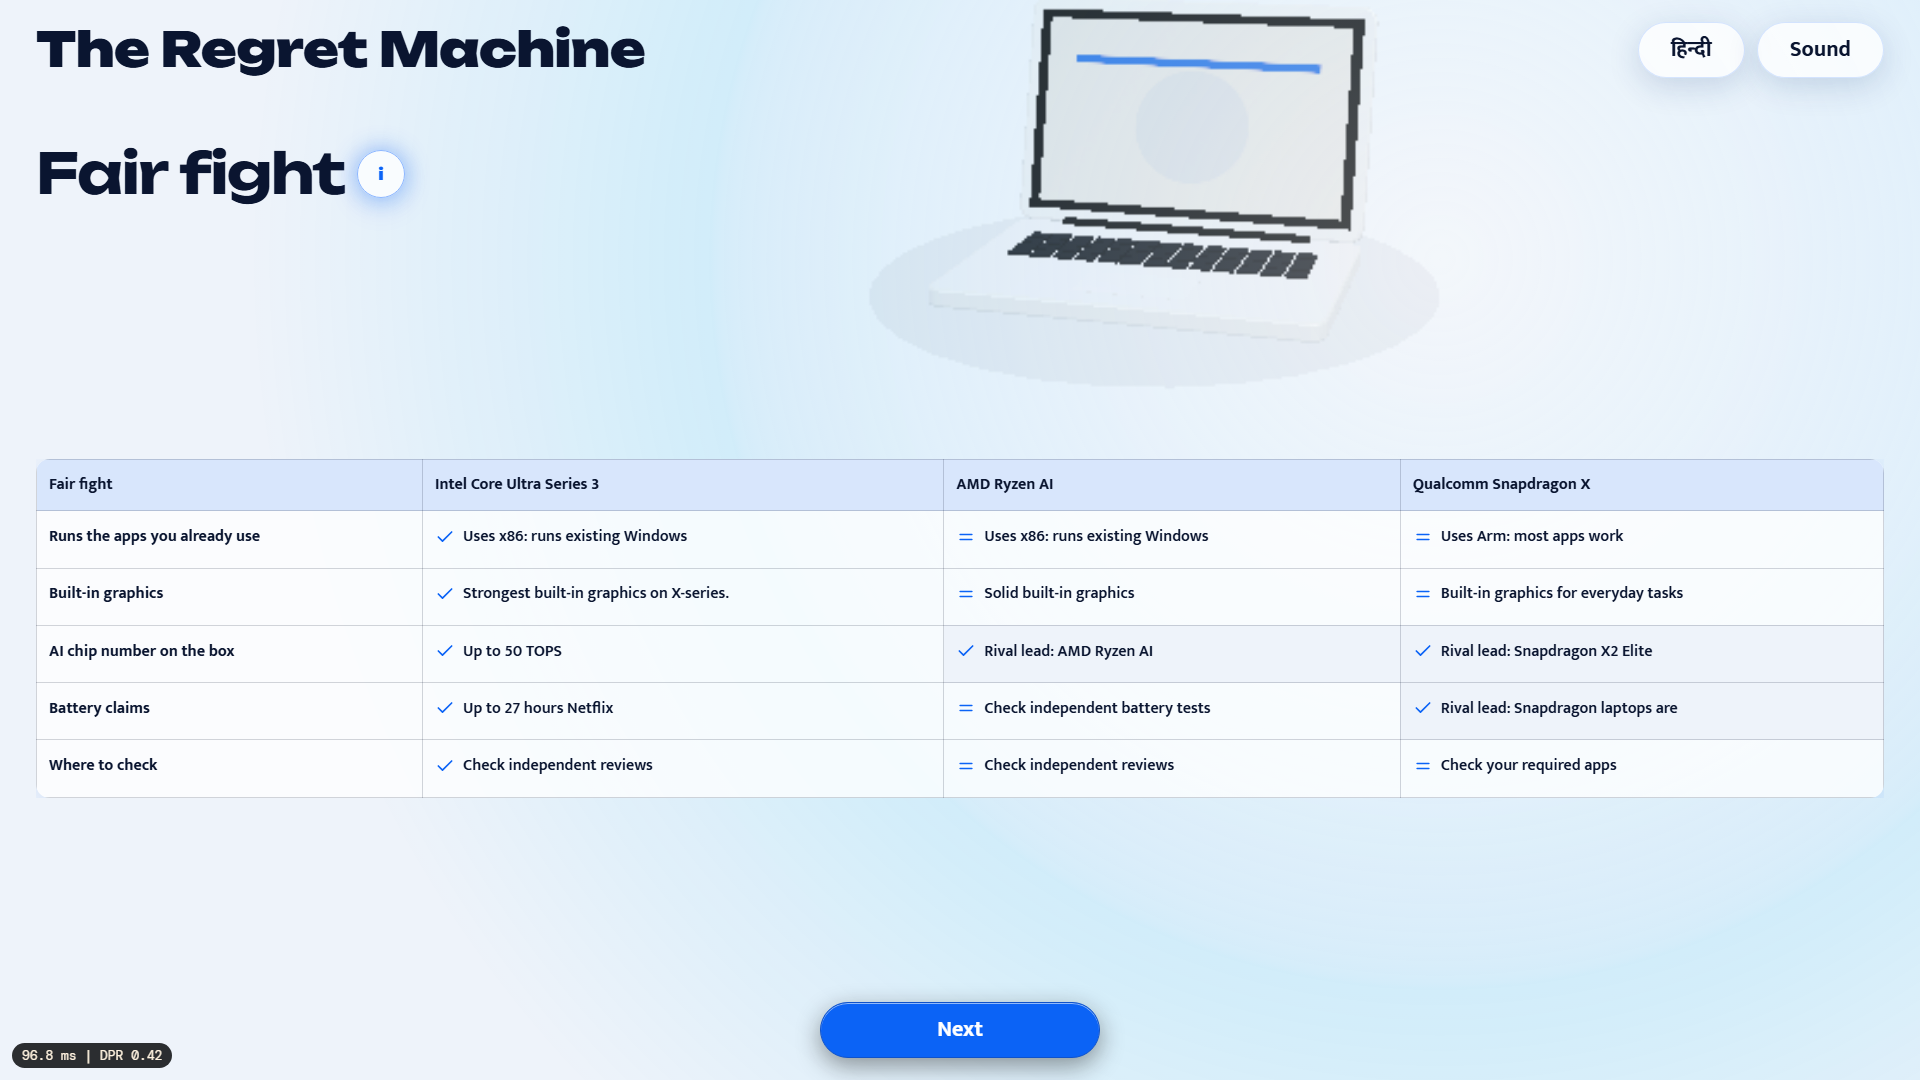 The Regret Machine
हिन्दी
Sound
Fair fight
i
Fair fight
Intel Core Ultra Series 3
AMD Ryzen AI
Qualcomm Snapdragon X
Runs the apps you already use
Uses x86: runs existing Windows
Uses x86: runs existing Windows
Uses Arm: most apps work
Built-in graphics
Strongest built-in graphics on X-series.
Solid built-in graphics
Built-in graphics for everyday tasks
AI chip number on the box
Up to 50 TOPS
Rival lead: AMD Ryzen AI
Rival lead: Snapdragon X2 Elite
Battery claims
Up to 27 hours Netflix
Check independent battery tests
Rival lead: Snapdragon laptops are
Where to check
Check independent reviews
Check independent reviews
Check your required apps
Next
96.8 ms | DPR 0.42